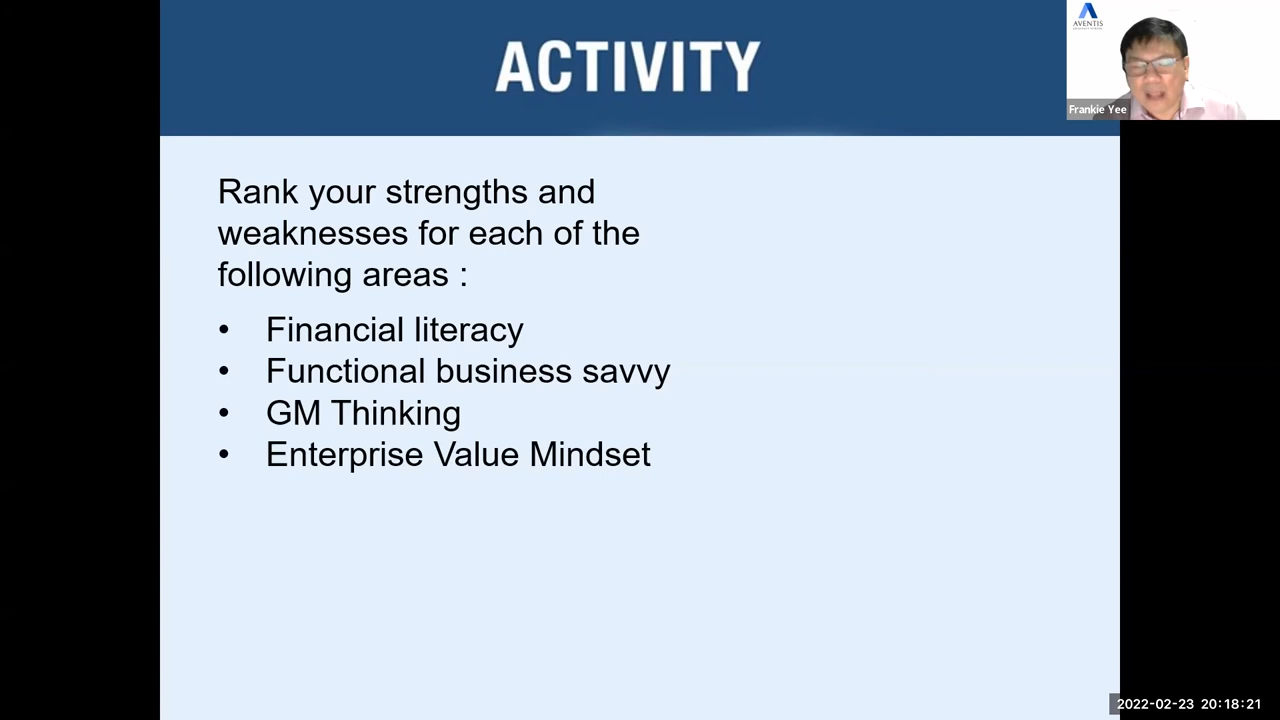 ACTIVITY
AVENTIS
Frankie Yee
Rank your strengths and
weaknesses for each of the
following areas :
• Financial literacy
• Functional business savvy
• GM Thinking
• Enterprise Value Mindset
2022-02-23 20:18:21